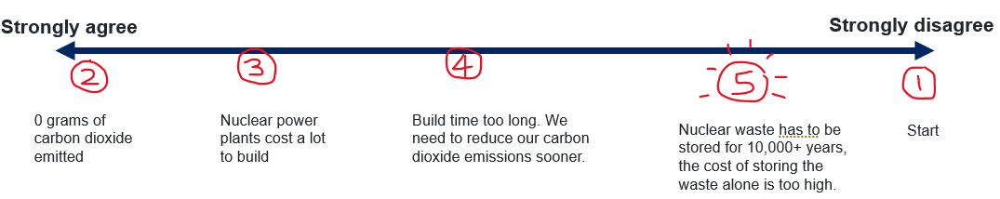 Strongly agree
Strongly disagree
2
3
4
5
1
0 grams of
carbon dioxide
emitted
Nuclear power
plants cost a lot
to build
Build time too long. We
need to reduce our carbon
dioxide emissions sooner.
Nuclear waste has to be
stored for 10,000+ years,
the cost of storing the
waste alone is too high.
Start